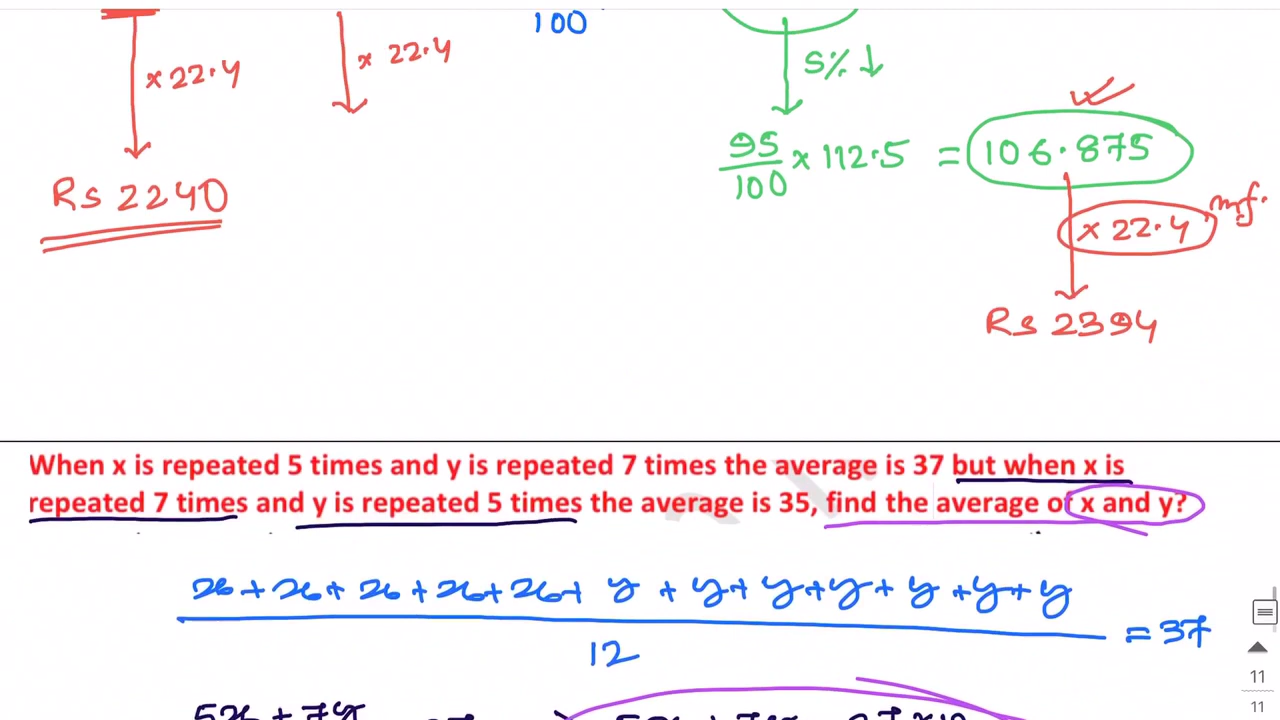 100
× 22.4
× 22.4
5% ↓
95/100 × 112.5 = 106.875
Rs 2240
× 22.4 m.f.
Rs 2394
When x is repeated 5 times and y is repeated 7 times the average is 37 but when x is
repeated 7 times and y is repeated 5 times the average is 35, find the average of x and y?
x + x + x + x + x + y + y + y + y + y + y + y
= 37
12
5x + 7y
11
11